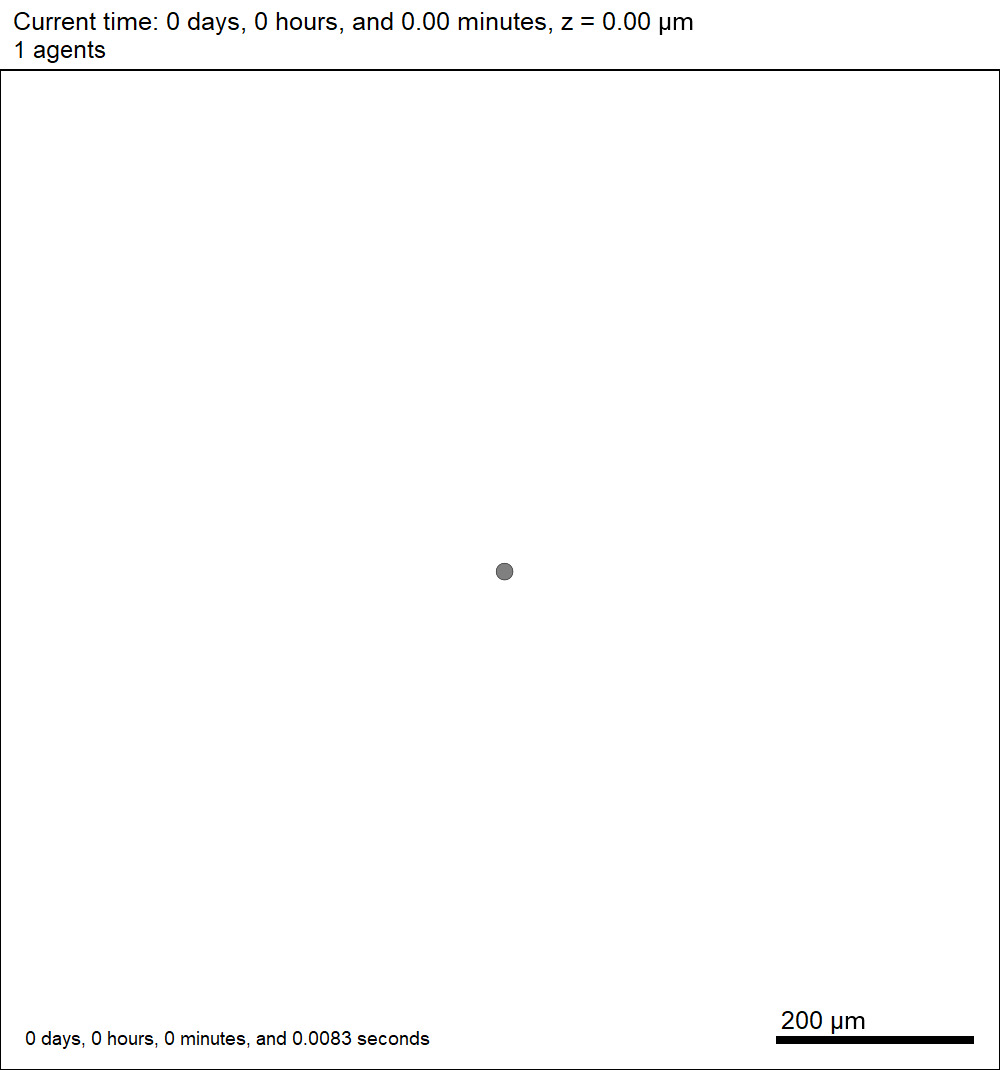 Current time: 0 days, 0 hours, and 0.00 minutes, z = 0.00 μm
1 agents
200 μm
0 days, 0 hours, 0 minutes, and 0.0083 seconds